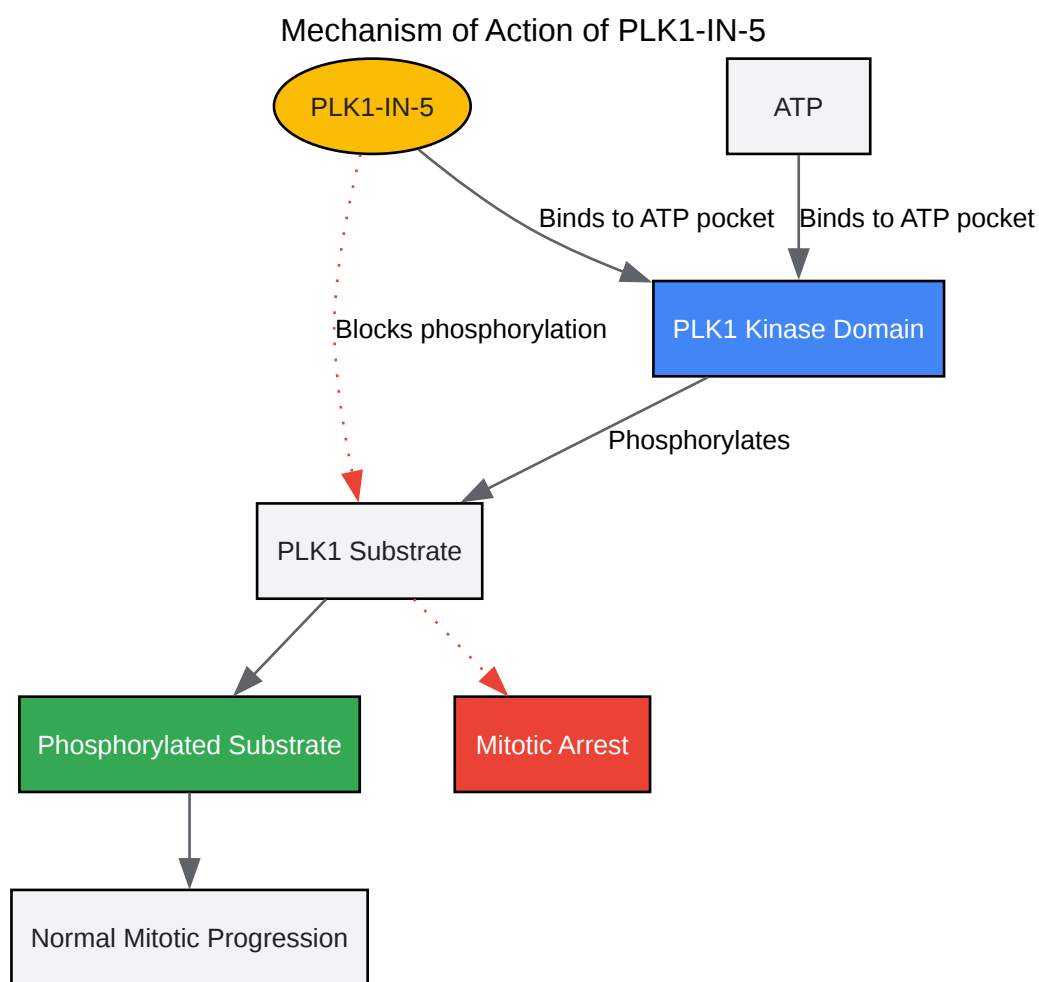 Mechanism of Action of PLK1-IN-5
PLK1-IN-5
ATP
Binds to ATP pocket
Binds to ATP pocket
PLK1 Kinase Domain
Blocks phosphorylation
Phosphorylates
PLK1 Substrate
Phosphorylated Substrate
Mitotic Arrest
Normal Mitotic Progression